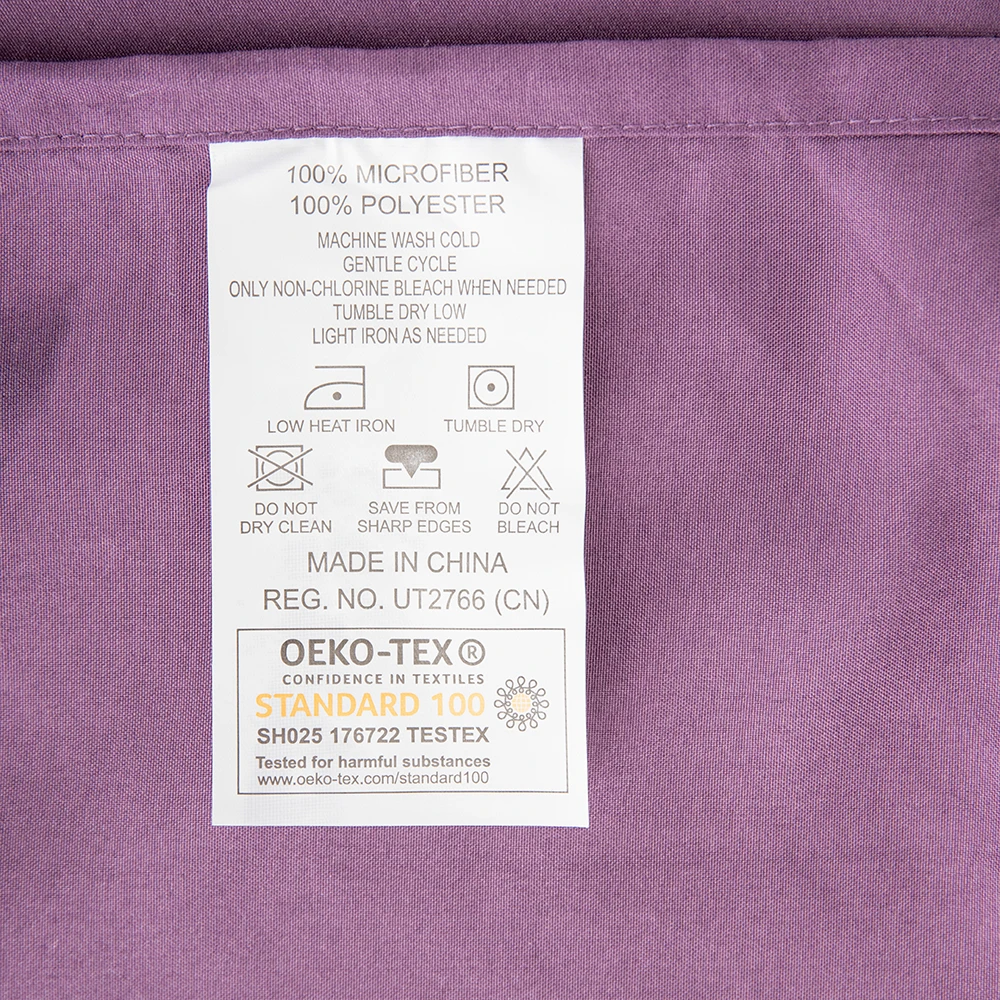 100% MICROFIBER
100% POLYESTER
MACHINE WASH COLD
GENTLE CYCLE
ONLY NON-CHLORINE BLEACH WHEN NEEDED
TUMBLE DRY LOW
LIGHT IRON AS NEEDED
LOW HEAT IRON
TUMBLE DRY
DO NOT
DRY CLEAN
SAVE FROM
SHARP EDGES
DO NOT
BLEACH
MADE IN CHINA
REG. NO. UT2766 (CN)
OEKO-TEX®
CONFIDENCE IN TEXTILES
STANDARD 100
SH025 176722 TESTEX
Tested for harmful substances
www.oeko-tex.com/standard100